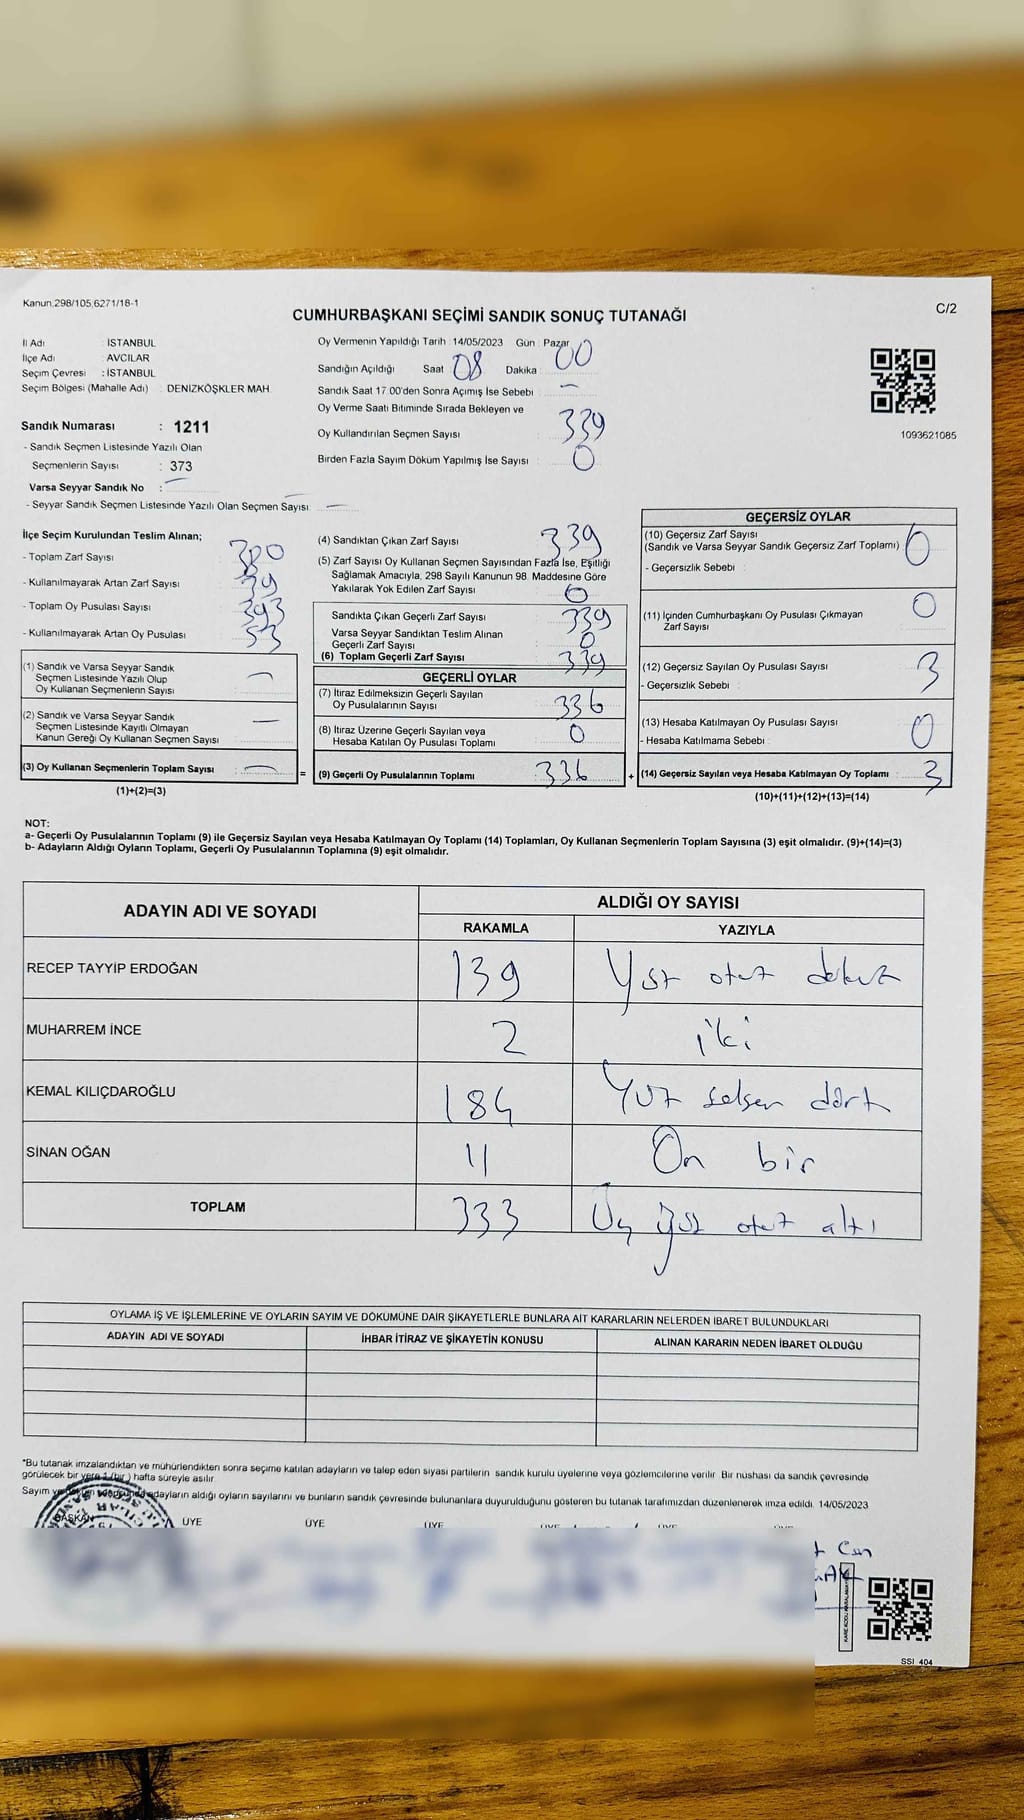 Kanun.298/105,6271/18-1
C/2
CUMHURBAŞKANI SEÇİMİ SANDIK SONUÇ TUTANAĞI
İl Adı : İSTANBUL
İlçe Adı : AVCILAR
Seçim Çevresi : İSTANBUL
Seçim Bölgesi (Mahalle Adı) : DENİZKÖŞKLER MAH.
Sandık Numarası : 1211
- Sandık Seçmen Listesinde Yazılı Olan
Seçmenlerin Sayısı : 373
Varsa Seyyar Sandık No : —
- Seyyar Sandık Seçmen Listesinde Yazılı Olan Seçmen Sayısı: —
Oy Vermenin Yapıldığı Tarih :14/05/2023 Gün : Pazar
Sandığın Açıldığı Saat 08 Dakika : 00
Sandık Saat 17.00'den Sonra Açımış İse Sebebi : —
Oy Verme Saati Bitiminde Sırada Bekleyen ve
Oy Kullandırılan Seçmen Sayısı : 339
Birden Fazla Sayım Döküm Yapılmış İse Sayısı : 0
1093621085
İlçe Seçim Kurulundan Teslim Alınan;
- Toplam Zarf Sayısı : 380
- Kullanılmayarak Artan Zarf Sayısı :
- Toplam Oy Pusulası Sayısı : 393
- Kullanılmayarak Artan Oy Pusulası : 53
(1) Sandık ve Varsa Seyyar Sandık
Seçmen Listesinde Yazılı Olup
Oy Kullanan Seçmenlerin Sayısı : —
(2) Sandık ve Varsa Seyyar Sandık
Seçmen Listesinde Kayıtlı Olmayan
Kanun Gereği Oy Kullanan Seçmen Sayısı : —
(3) Oy Kullanan Seçmenlerin Toplam Sayısı : —
(1)+(2)=(3)
(4) Sandıktan Çıkan Zarf Sayısı : 339
(5) Zarf Sayısı Oy Kullanan Seçmen Sayısından Fazla İse, Eşitliği
Sağlamak Amacıyla, 298 Sayılı Kanunun 98. Maddesine Göre
Yakılarak Yok Edilen Zarf Sayısı : 0
Sandıkta Çıkan Geçerli Zarf Sayısı : 339
Varsa Seyyar Sandıktan Teslim Alınan
Geçerli Zarf Sayısı : 0
(6) Toplam Geçerli Zarf Sayısı : 339
GEÇERLİ OYLAR
(7) İtiraz Edilmeksizin Geçerli Sayılan
Oy Pusulalarının Sayısı : 336
(8) İtiraz Üzerine Geçerli Sayılan veya
Hesaba Katılan Oy Pusulası Toplamı : 0
= (9) Geçerli Oy Pusulalarının Toplamı : 336
GEÇERSİZ OYLAR
(10) Geçersiz Zarf Sayısı
(Sandık ve Varsa Seyyar Sandık Geçersiz Zarf Toplamı) : 0
- Geçersizlik Sebebi :
(11) İçinden Cumhurbaşkanı Oy Pusulası Çıkmayan
Zarf Sayısı : 0
(12) Geçersiz Sayılan Oy Pusulası Sayısı : 3
- Geçersizlik Sebebi :
(13) Hesaba Katılmayan Oy Pusulası Sayısı : 0
- Hesaba Katılmama Sebebi :
+ (14) Geçersiz Sayılan veya Hesaba Katılmayan Oy Toplamı : 3
(10)+(11)+(12)+(13)=(14)
NOT:
a- Geçerli Oy Pusulalarının Toplamı (9) ile Geçersiz Sayılan veya Hesaba Katılmayan Oy Toplamı (14) Toplamları, Oy Kullanan Seçmenlerin Toplam Sayısına (3) eşit olmalıdır. (9)+(14)=(3)
b- Adayların Aldığı Oyların Toplamı, Geçerli Oy Pusulalarının Toplamına (9) eşit olmalıdır.
ADAYIN ADI VE SOYADI
ALDIĞI OY SAYISI
RAKAMLA YAZIYLA
RECEP TAYYİP ERDOĞAN 139 Yüz otuz dokuz
MUHARREM İNCE 2 iki
KEMAL KILIÇDAROĞLU 184 Yüz seksen dört
SİNAN OĞAN 11 On bir
TOPLAM 333 Üç yüz otuz altı
OYLAMA İŞ VE İŞLEMLERİNE VE OYLARIN SAYIM VE DÖKÜMÜNE DAİR ŞİKAYETLERLE BUNLARA AİT KARARLARIN NELERDEN İBARET BULUNDUKLARI
ADAYIN ADI VE SOYADI İHBAR İTİRAZ VE ŞİKAYETİN KONUSU ALINAN KARARIN NEDEN İBARET OLDUĞU
*Bu tutanak imzalandıktan ve mühürlendikten sonra seçime katılan adayların ve talep eden siyasi partilerin sandık kurulu üyelerine veya gözlemcilerine verilir. Bir nushası da sandık çevresinde
görülecek bir yere 1 (bir ) hafta süreyle asılır.
adayların aldığı oyların sayılarını ve bunların sandık çevresinde bulunanlara duyurulduğunu gösteren bu tutanak tarafımızdan düzenlenerek imza edildi. 14/05/2023
BAŞKAN ÜYE ÜYE ÜYE
SSI_404